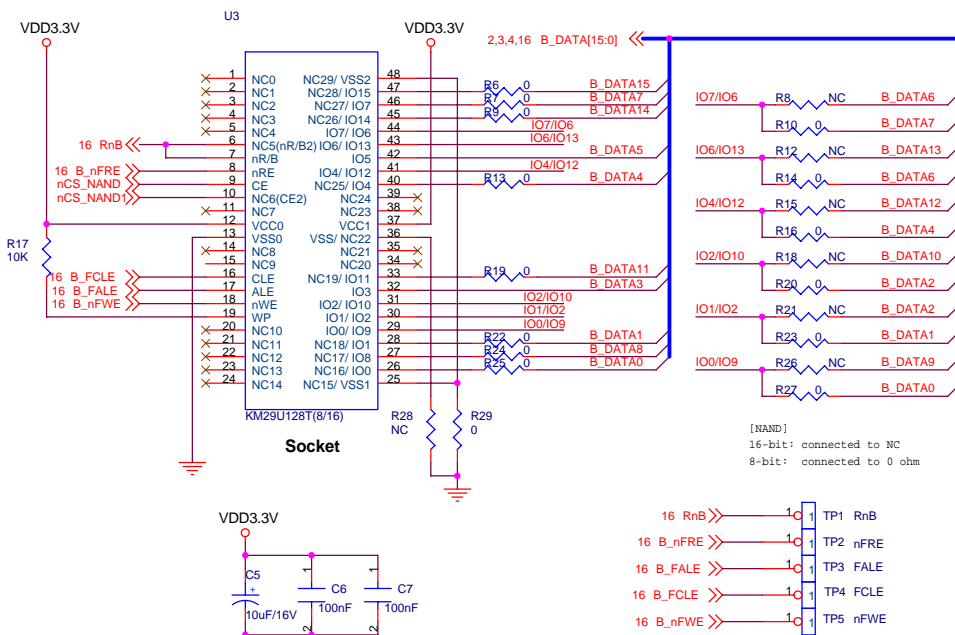 U3
VDD3.3V
VDD3.3V
2,3,4,16 B_DATA[15:0]
1 NC0 NC29/ VSS2 48
2 NC1 NC28/ IO15 47 R6 0 B_DATA15
3 NC2 NC27/ IO7 46 R7 0 B_DATA7
4 NC3 NC26/ IO14 45 R9 0 B_DATA14
5 NC4 IO7/ IO6 44 IO7/IO6
16 RnB 6 NC5(nR/B2) IO6/ IO13 43 IO6/IO13
7 nR/B IO5 42 B_DATA5
16 B_nFRE 8 nRE IO4/ IO12 41 IO4/IO12
nCS_NAND 9 CE NC25/ IO4 40 R13 0 B_DATA4
nCS_NAND1 10 NC6(CE2) NC24 39
11 NC7 NC23 38
12 VCC0 VCC1 37
13 VSS0 VSS/ NC22 36
14 NC8 NC21 35
15 NC9 NC20 34
16 B_FCLE 16 CLE NC19/ IO11 33 R19 0 B_DATA11
16 B_FALE 17 ALE IO3 32 B_DATA3
16 B_nFWE 18 nWE IO2/ IO10 31 IO2/IO10
19 WP IO1/ IO2 30 IO1/IO2
20 NC10 IO0/ IO9 29 IO0/IO9
21 NC11 NC18/ IO1 28 R22 0 B_DATA1
22 NC12 NC17/ IO8 27 R24 0 B_DATA8
23 NC13 NC16/ IO0 26 R25 0 B_DATA0
24 NC14 NC15/ VSS1 25
R17
10K
KM29U128T(8/16)
Socket
R28
NC
R29
0
IO7/IO6 R8 NC B_DATA6
R10 0 B_DATA7
IO6/IO13 R12 NC B_DATA13
R14 0 B_DATA6
IO4/IO12 R15 NC B_DATA12
R16 0 B_DATA4
IO2/IO10 R18 NC B_DATA10
R20 0 B_DATA2
IO1/IO2 R21 NC B_DATA2
R23 0 B_DATA1
IO0/IO9 R26 NC B_DATA9
R27 0 B_DATA0
[NAND]
16-bit: connected to NC
8-bit: connected to 0 ohm
VDD3.3V
C5
+
10uF/16V
1
C6
100nF
2
1
C7
100nF
2
16 RnB 1 1 TP1 RnB
16 B_nFRE 1 1 TP2 nFRE
16 B_FALE 1 1 TP3 FALE
16 B_FCLE 1 1 TP4 FCLE
16 B_nFWE 1 1 TP5 nFWE